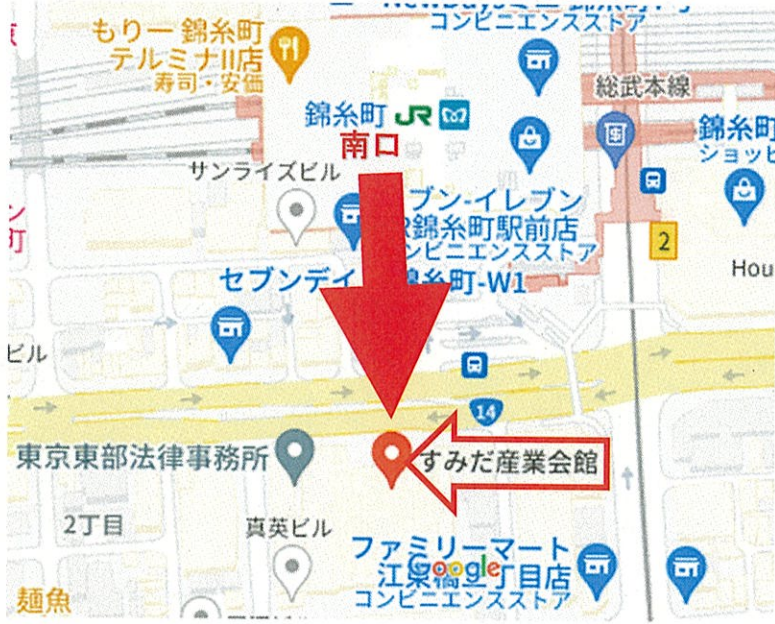 コンビニエンスストア
もりー 錦糸町
テルミナII店
寿司・安価
総武本線
錦糸町 JR
南口
錦糸町
ショッピ
サンライズビル
ブン-イレブン
錦糸町駅前店
ンビニエンスストア
2
セブンデイ
錦糸町-W1
Hou
ビル
14
東京東部法律事務所
すみだ産業会館
2丁目
真英ビル
ファミリーマート
Google
丁目店
コンビニエンスストア
麺魚